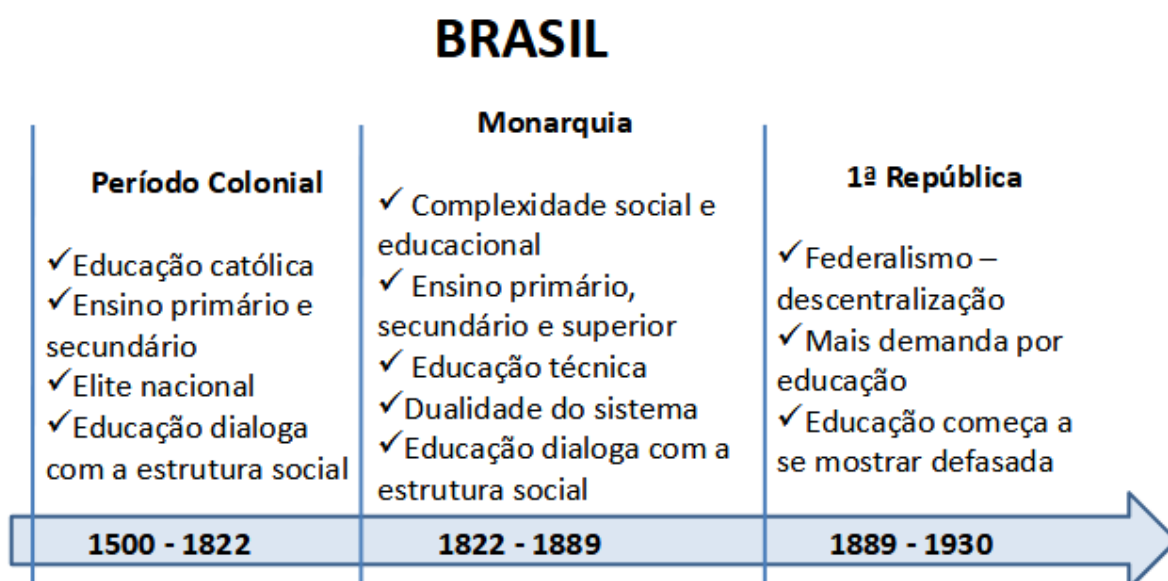 BRASIL
Período Colonial
✓Educação católica
✓Ensino primário e
secundário
✓Elite nacional
✓Educação dialoga
com a estrutura social
1500 - 1822
Monarquia
✓ Complexidade social e
educacional
✓ Ensino primário,
secundário e superior
✓ Educação técnica
✓Dualidade do sistema
✓Educação dialoga com a
estrutura social
1822 - 1889
1ª República
✓Federalismo –
descentralização
✓Mais demanda por
educação
✓Educação começa a
se mostrar defasada
1889 - 1930